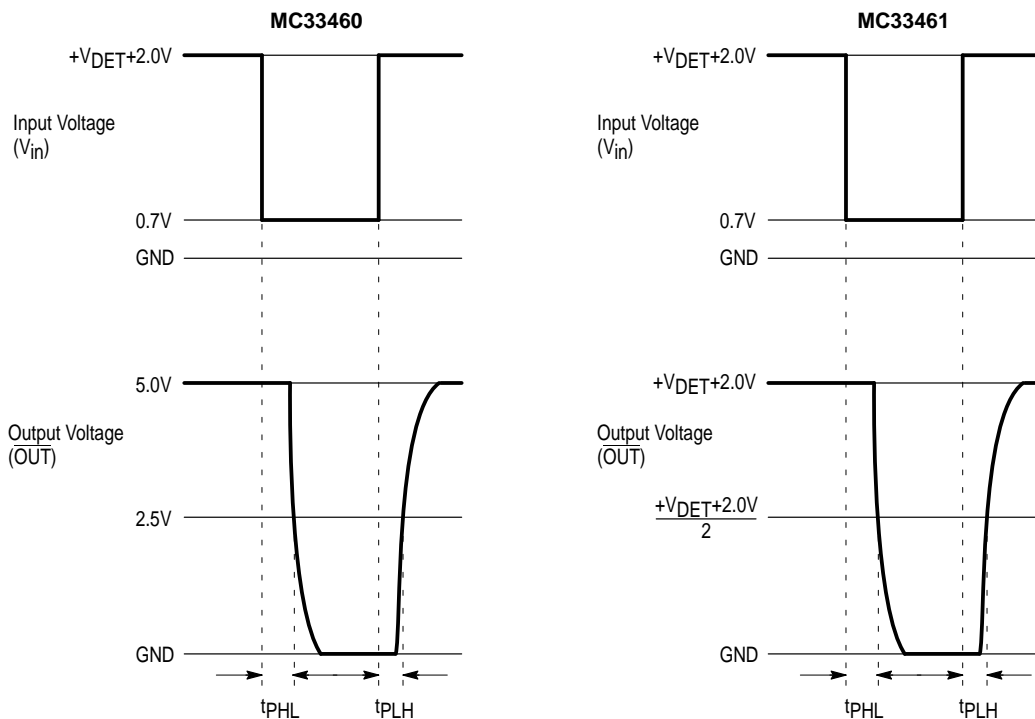 MC33460
+VDET+2.0V
Input Voltage
(Vin)
0.7V
GND
5.0V
Output Voltage
(OUT)
2.5V
GND
tPHL
tPLH
MC33461
+VDET+2.0V
Input Voltage
(Vin)
0.7V
GND
+VDET+2.0V
Output Voltage
(OUT)
+VDET+2.0V
2
GND
tPHL
tPLH